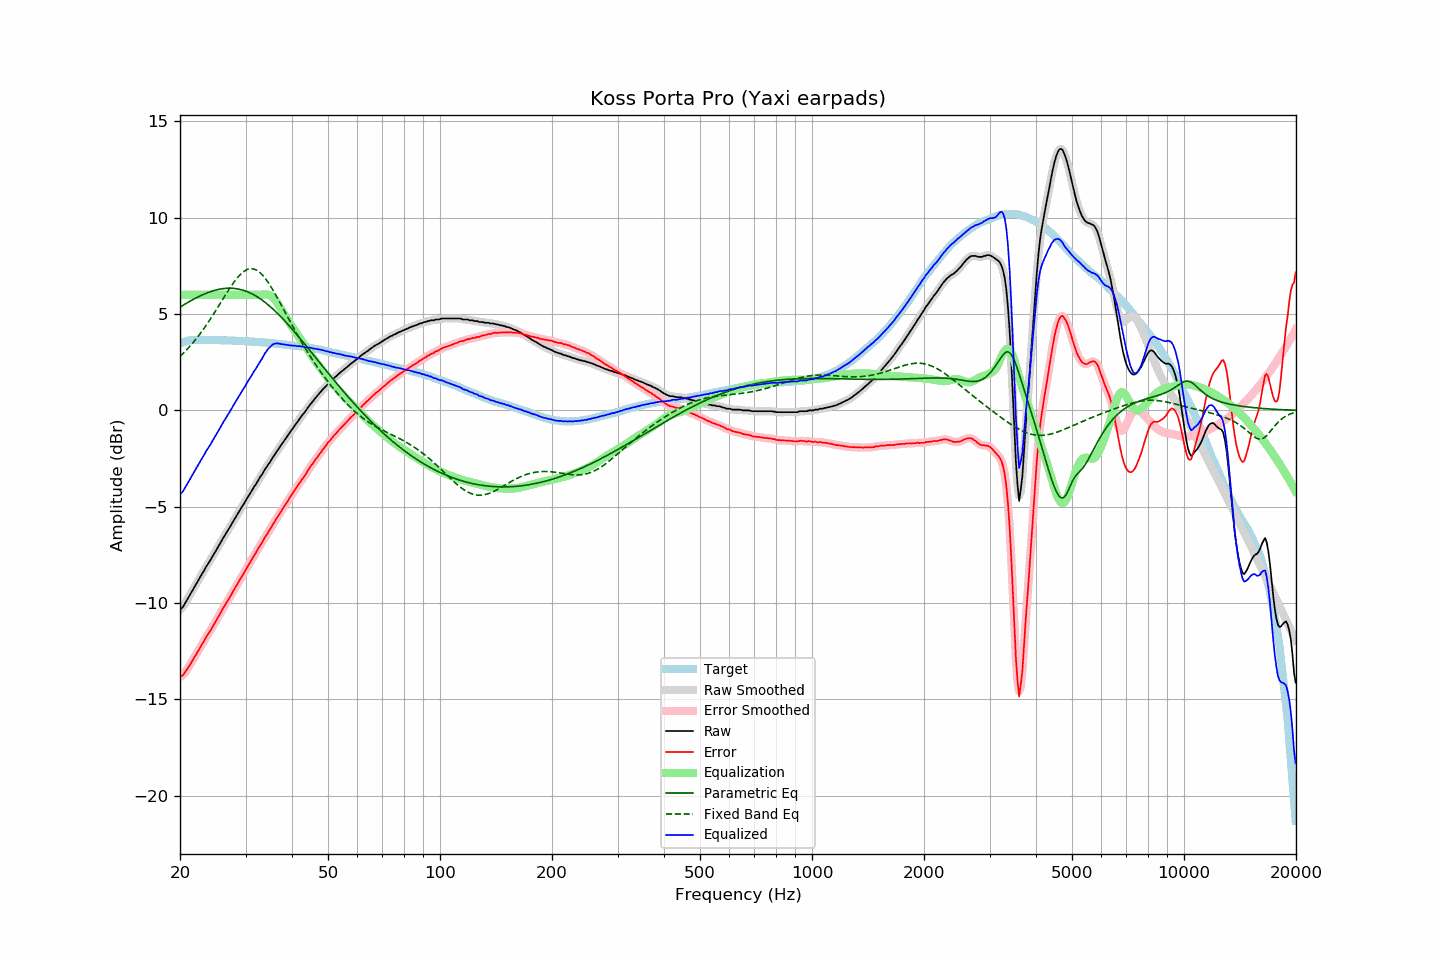 Koss Porta Pro (Yaxi earpads)
Amplitude (dBr)
15
10
5
0
−5
−10
−15
−20
Target
Raw Smoothed
Error Smoothed
Raw
Error
Equalization
Parametric Eq
Fixed Band Eq
Equalized
20 50 100 200 500 1000 2000 5000 10000 20000
Frequency (Hz)